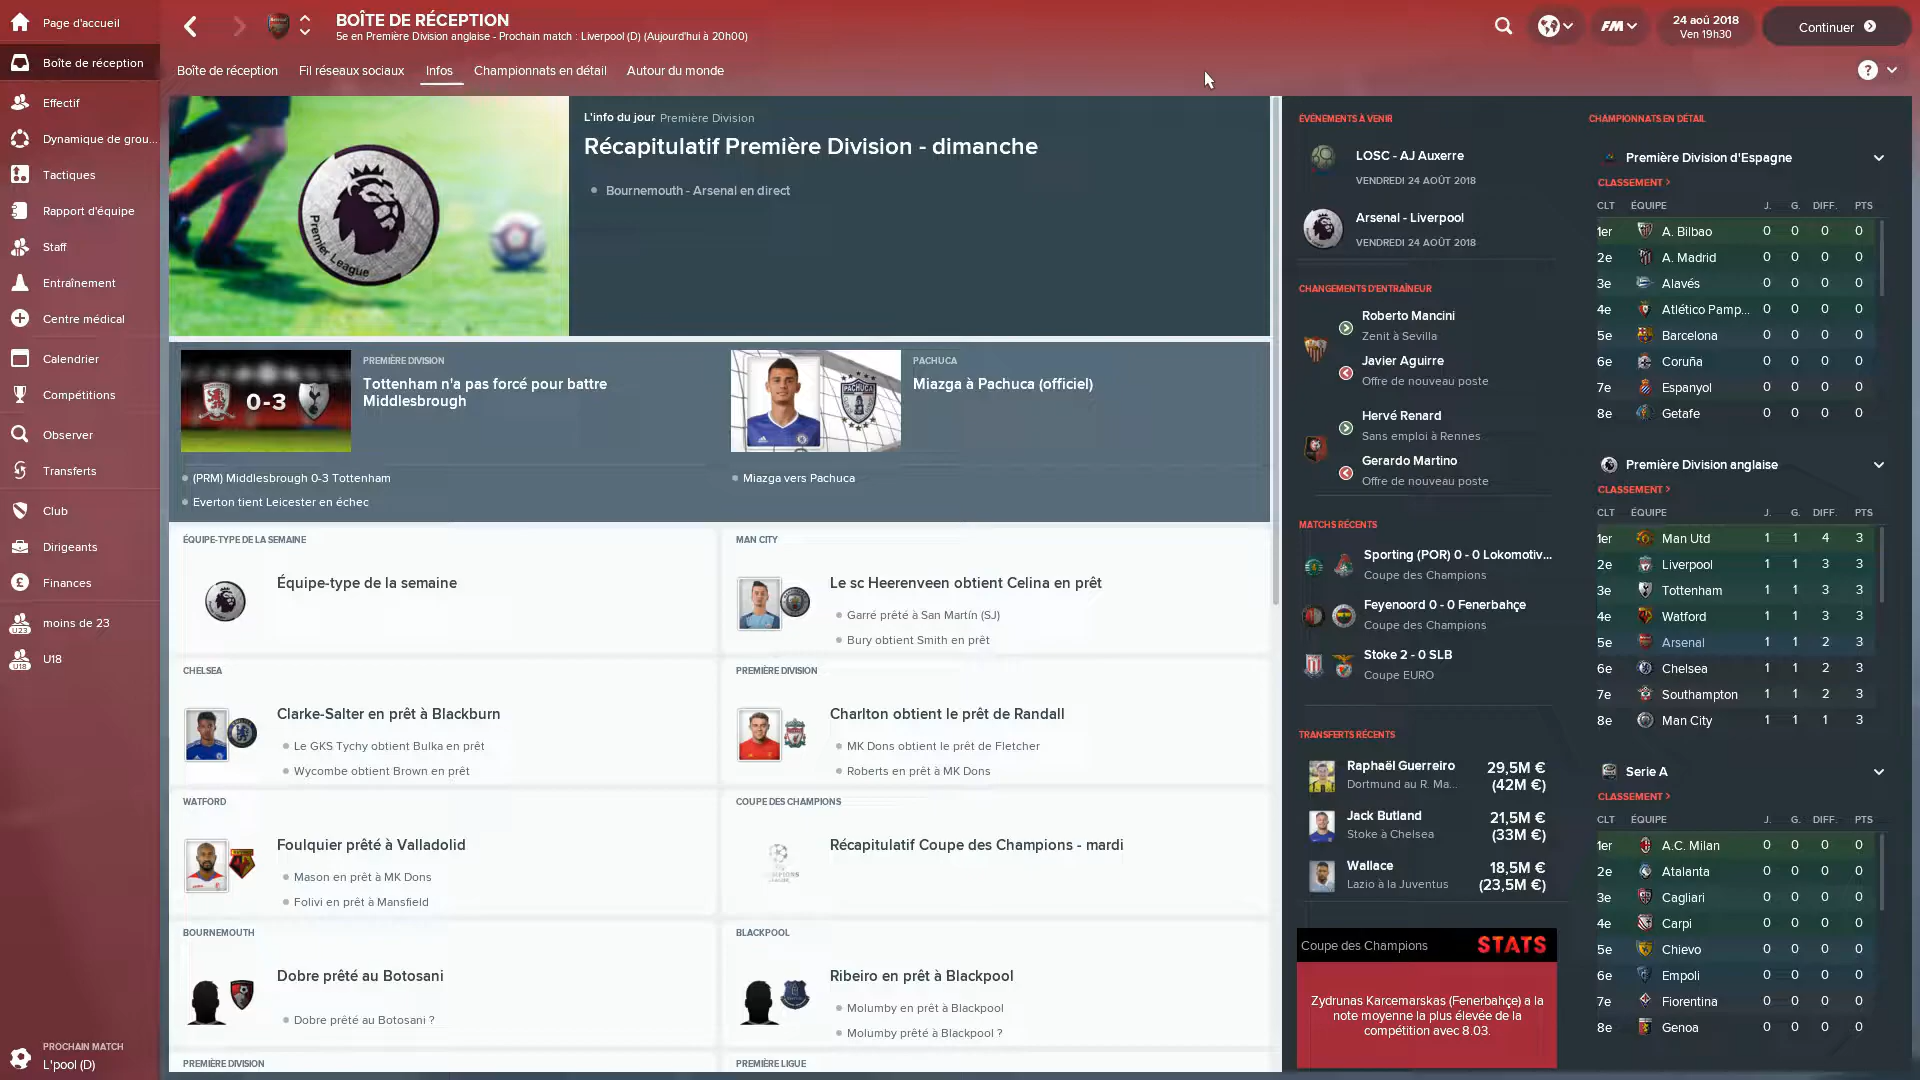 Page d'accueil
Boîte de réception
Effectif
Dynamique de grou...
Tactiques
Rapport d'équipe
Staff
Entraînement
Centre médical
Calendrier
Compétitions
Observer
Transferts
Club
Dirigeants
Finances
moins de 23
U23
U18
U18
PROCHAIN MATCH
L'pool (D)
BOÎTE DE RÉCEPTION
5e en Première Division anglaise - Prochain match : Liverpool (D) (Aujourd'hui à 20h00)
FM
24 aoû 2018
Ven 19h30
Continuer
Boîte de réception
Fil réseaux sociaux
Infos
Championnats en détail
Autour du monde
?
Premier League
L'info du jour Première Division
Récapitulatif Première Division - dimanche
Bournemouth - Arsenal en direct
0-3
PREMIÈRE DIVISION
Tottenham n'a pas forcé pour battre
Middlesbrough
(PRM) Middlesbrough 0-3 Tottenham
Everton tient Leicester en échec
PACHUCA
PACHUCA
Miazga à Pachuca (officiel)
Miazga vers Pachuca
ÉQUIPE-TYPE DE LA SEMAINE
Équipe-type de la semaine
MAN CITY
Le sc Heerenveen obtient Celina en prêt
Garré prêté à San Martín (SJ)
Bury obtient Smith en prêt
CHELSEA
Clarke-Salter en prêt à Blackburn
Le GKS Tychy obtient Bulka en prêt
Wycombe obtient Brown en prêt
PREMIÈRE DIVISION
Charlton obtient le prêt de Randall
MK Dons obtient le prêt de Fletcher
Roberts en prêt à MK Dons
WATFORD
Foulquier prêté à Valladolid
Mason en prêt à MK Dons
Folivi en prêt à Mansfield
COUPE DES CHAMPIONS
Récapitulatif Coupe des Champions - mardi
BOURNEMOUTH
Dobre prêté au Botosani
Dobre prêté au Botosani ?
BLACKPOOL
Ribeiro en prêt à Blackpool
Molumby en prêt à Blackpool
Molumby prêté à Blackpool ?
PREMIÈRE DIVISION
PREMIÈRE LIGUE
ÉVÉNEMENTS À VENIR
LOSC - AJ Auxerre
VENDREDI 24 AOÛT 2018
Arsenal - Liverpool
VENDREDI 24 AOÛT 2018
CHANGEMENTS D'ENTRAÎNEUR
Roberto Mancini
Zenit à Sevilla
Javier Aguirre
Offre de nouveau poste
Hervé Renard
Sans emploi à Rennes
Gerardo Martino
Offre de nouveau poste
MATCHS RÉCENTS
Sporting (POR) 0 - 0 Lokomotiv...
Coupe des Champions
Feyenoord 0 - 0 Fenerbahçe
Coupe des Champions
Stoke 2 - 0 SLB
Coupe EURO
TRANSFERTS RÉCENTS
Raphaël Guerreiro 29,5M €
Dortmund au R. Ma... (42M €)
Jack Butland 21,5M €
Stoke à Chelsea (33M €)
Wallace 18,5M €
Lazio à la Juventus (23,5M €)
Coupe des Champions STATS
Zydrunas Karcemarskas (Fenerbahçe) a la
note moyenne la plus élevée de la
compétition avec 8.03.
CHAMPIONNATS EN DÉTAIL
Première Division d'Espagne
CLASSEMENT >
CLT ÉQUIPE J. G. DIFF. PTS
1er A. Bilbao 0 0 0 0
2e A. Madrid 0 0 0 0
3e Alavés 0 0 0 0
4e Atlético Pamp... 0 0 0 0
5e Barcelona 0 0 0 0
6e Coruña 0 0 0 0
7e Espanyol 0 0 0 0
8e Getafe 0 0 0 0
Première Division anglaise
CLASSEMENT >
CLT ÉQUIPE J. G. DIFF. PTS
1er Man Utd 1 1 4 3
2e Liverpool 1 1 3 3
3e Tottenham 1 1 3 3
4e Watford 1 1 3 3
5e Arsenal 1 1 2 3
6e Chelsea 1 1 2 3
7e Southampton 1 1 2 3
8e Man City 1 1 1 3
Serie A
CLASSEMENT >
CLT ÉQUIPE J. G. DIFF. PTS
1er A.C. Milan 0 0 0 0
2e Atalanta 0 0 0 0
3e Cagliari 0 0 0 0
4e Carpi 0 0 0 0
5e Chievo 0 0 0 0
6e Empoli 0 0 0 0
7e Fiorentina 0 0 0 0
8e Genoa 0 0 0 0